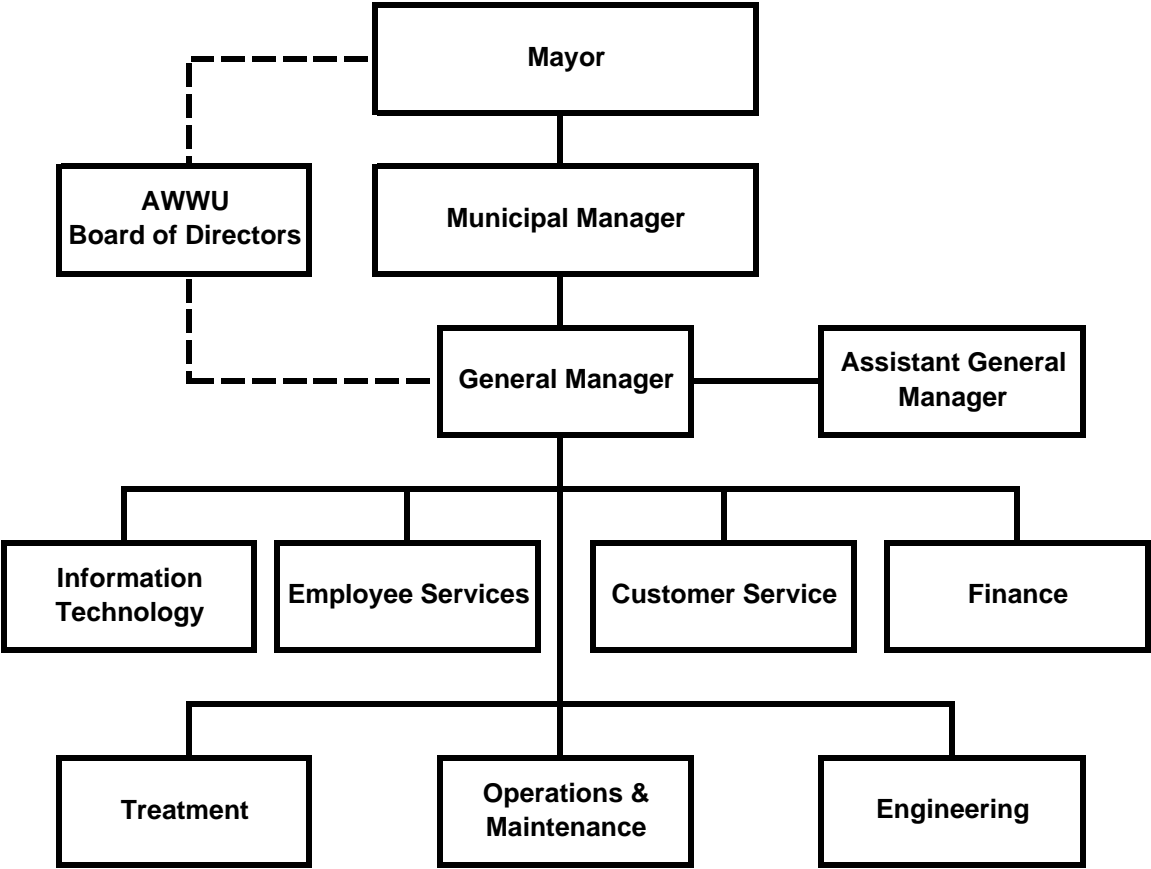 Mayor
AWWU
Board of Directors
Municipal Manager
General Manager
Assistant General
Manager
Information
Technology
Employee Services
Customer Service
Finance
Treatment
Operations &
Maintenance
Engineering